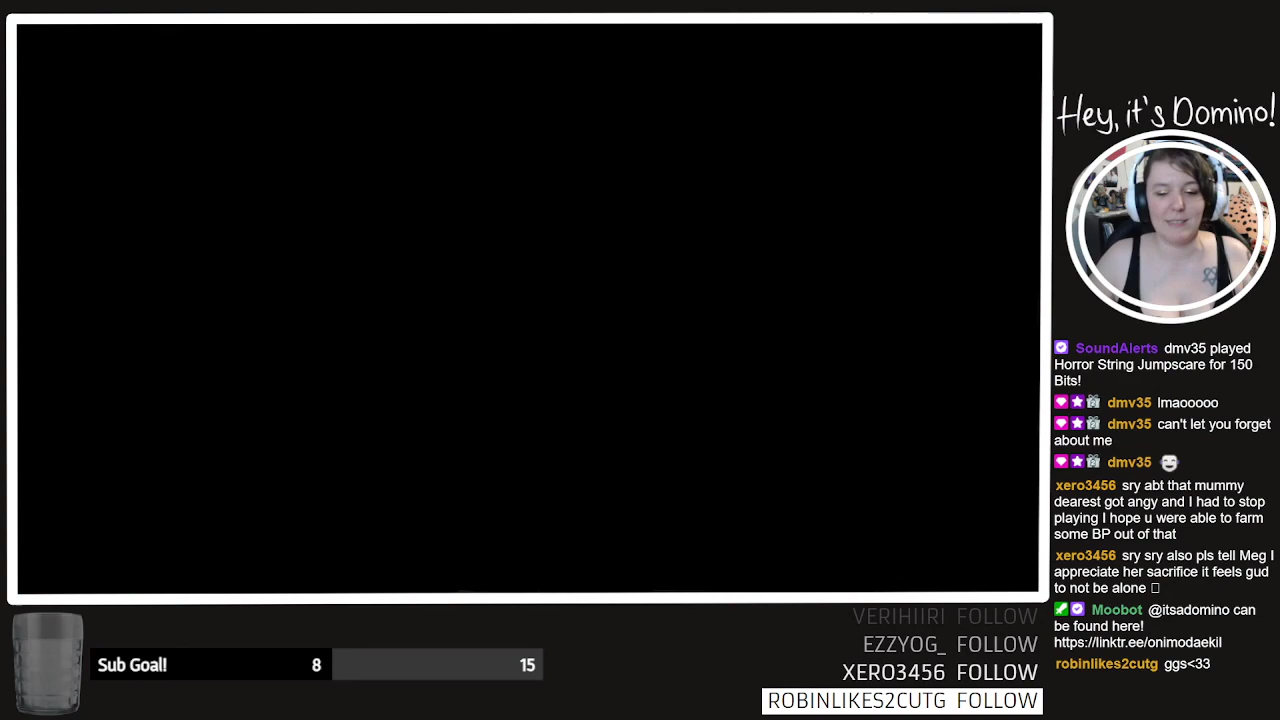 Hey, it's Domino!
SoundAlerts dmv35 played
Horror String Jumpscare for 150
Bits!
dmv35 lmaooooo
dmv35 can't let you forget
about me
dmv35
xero3456 sry abt that mummy
dearest got angy and I had to stop
playing I hope u were able to farm
some BP out of that
xero3456 sry sry also pls tell Meg I
appreciate her sacrifice it feels gud
to not be alone
Moobot @itsadomino can
be found here!
https://linktr.ee/onimodaekil
robinlikes2cutg ggs<33
VERIHIIRI FOLLOW
EZZYOG_ FOLLOW
XERO3456 FOLLOW
ROBINLIKES2CUTG FOLLOW
Sub Goal! 8 15